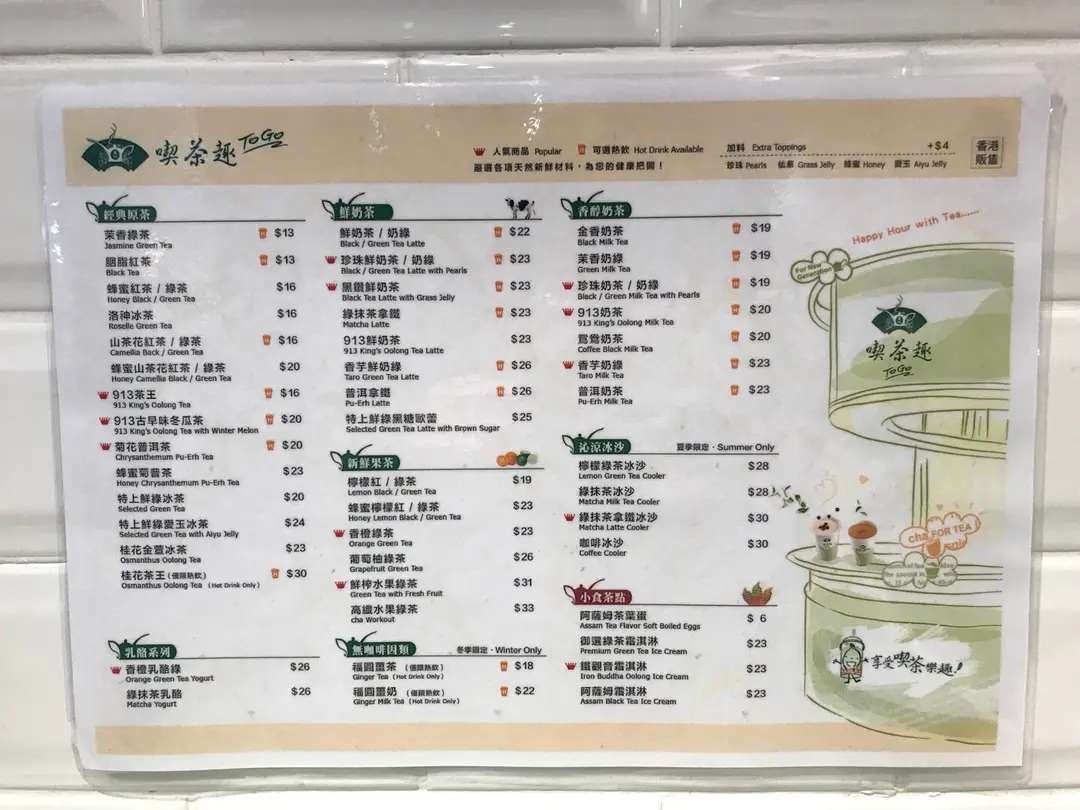 喫茶趣 ToGo
人氣商品 Popular 可選熱飲 Hot Drink Available
嚴選各項天然新鮮材料，為您的健康把關！
加料 Extra Toppings +$4
珍珠 Pearls 仙草 Grass Jelly 蜂蜜 Honey 愛玉 Aiyu Jelly
香港
販售
經典原茶
茉香綠茶 $13
Jasmine Green Tea
胭脂紅茶 $13
Black Tea
蜂蜜紅茶 / 綠茶 $16
Honey Black / Green Tea
洛神冰茶 $16
Roselle Green Tea
山茶花紅茶 / 綠茶 $16
Camellia Back / Green Tea
蜂蜜山茶花紅茶 / 綠茶 $20
Honey Camellia Black / Green Tea
913茶王 $16
913 King's Oolong Tea
913古早味冬瓜茶 $20
913 King's Oolong Tea with Winter Melon
菊花普洱茶 $20
Chrysanthemum Pu-Erh Tea
蜂蜜菊普茶 $23
Honey Chrysanthemum Pu-Erh Tea
特上鮮綠冰茶 $20
Selected Green Tea
特上鮮綠愛玉冰茶 $24
Selected Green Tea with Aiyu Jelly
桂花金萱冰茶 $23
Osmanthus Oolong Tea
桂花茶王 (僅限熱飲) $30
Osmanthus Oolong Tea (Hot Drink Only)
乳酪系列
香橙乳酪綠 $26
Orange Green Tea Yogurt
綠抹茶乳酪 $26
Matcha Yogurt
鮮奶茶
鮮奶茶 / 奶綠 $22
Black / Green Tea Latte
珍珠鮮奶茶 / 奶綠 $23
Black / Green Tea Latte with Pearls
黑鑽鮮奶茶 $23
Black Tea Latte with Grass Jelly
綠抹茶拿鐵 $23
Matcha Latte
913鮮奶茶 $23
913 King's Oolong Tea Latte
香芋鮮奶綠 $26
Taro Green Tea Latte
普洱拿鐵 $26
Pu-Erh Latte
特上鮮綠黑糖歐蕾 $25
Selected Green Tea Latte with Brown Sugar
新鮮果茶
檸檬紅 / 綠茶 $19
Lemon Black / Green Tea
蜂蜜檸檬紅 / 綠茶 $23
Honey Lemon Black / Green Tea
香橙綠茶 $23
Orange Green Tea
葡萄柚綠茶 $26
Grapefruit Green Tea
鮮榨水果綠茶 $31
Green Tea with Fresh Fruit
高纖水果綠茶 $33
cha Workout
無咖啡因類 冬季限定・Winter Only
福圓薑茶 (僅限熱飲) $18
Ginger Tea (Hot Drink Only)
福圓薑奶 (僅限熱飲) $22
Ginger Milk Tea (Hot Drink Only)
香醇奶茶
金香奶茶 $19
Black Milk Tea
茉香奶綠 $19
Green Milk Tea
珍珠奶茶 / 奶綠 $19
Black / Green Milk Tea with Pearls
913奶茶 $20
913 King's Oolong Milk Tea
鴛鴦奶茶 $20
Coffee Black Milk Tea
香芋奶綠 $23
Taro Milk Tea
普洱奶茶 $23
Pu-Erh Milk Tea
沁涼冰沙 夏季限定・Summer Only
檸檬綠茶冰沙 $28
Lemon Green Tea Cooler
綠抹茶冰沙 $28
Matcha Milk Tea Cooler
綠抹茶拿鐵冰沙 $30
Matcha Latte Cooler
咖啡冰沙 $30
Coffee Cooler
小食茶點
阿薩姆茶葉蛋 $ 6
Assam Tea Flavor Soft Boiled Eggs
御選綠茶霜淇淋 $23
Premium Green Tea Ice Cream
鐵觀音霜淇淋 $23
Iron Buddha Oolong Ice Cream
阿薩姆霜淇淋 $23
Assam Black Tea Ice Cream
Happy Hour with Tea......
For New
Generation
喫茶趣
ToGo
cha FOR TEA!
享受喫茶樂趣!